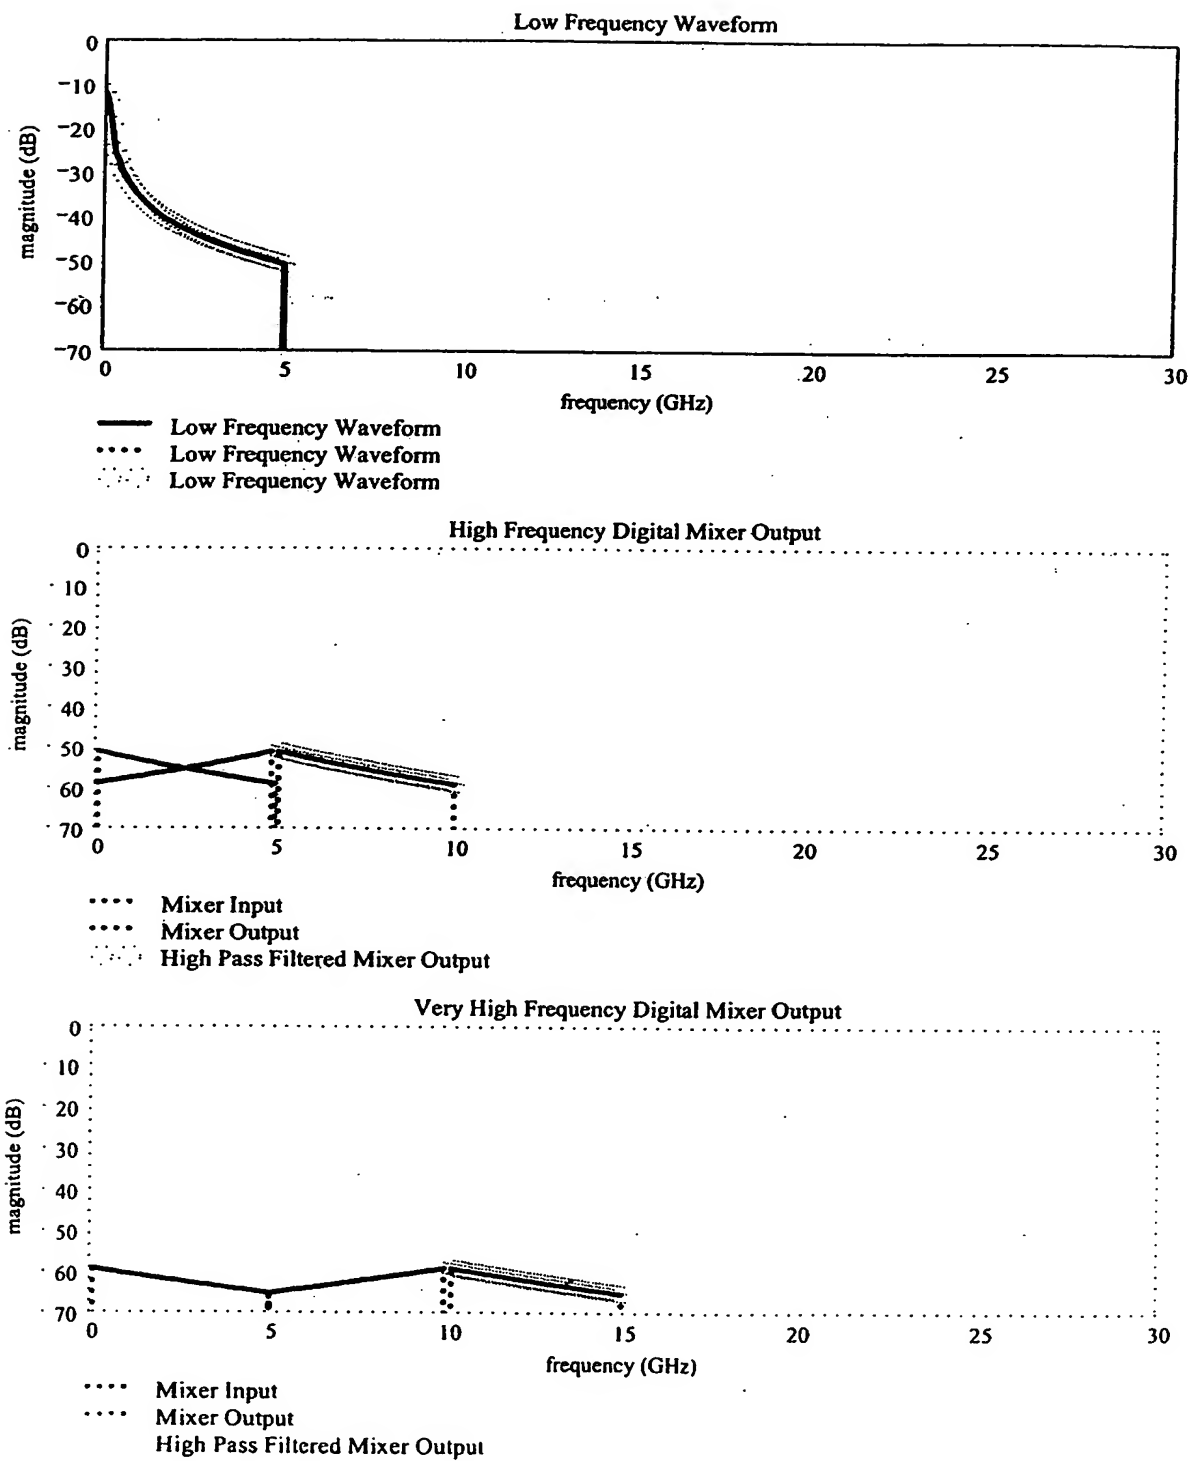 Low Frequency Waveform
0
−10
−20
−30
−40
−50
−60
−70
magnitude (dB)
0 5 10 15 20 25 30
frequency (GHz)
Low Frequency Waveform
Low Frequency Waveform
Low Frequency Waveform
High Frequency Digital Mixer Output
0
10
20
30
40
50
60
70
magnitude (dB)
0 5 10 15 20 25 30
frequency (GHz)
Mixer Input
Mixer Output
High Pass Filtered Mixer Output
Very High Frequency Digital Mixer Output
0
10
20
30
40
50
60
70
magnitude (dB)
0 5 10 15 20 25 30
frequency (GHz)
Mixer Input
Mixer Output
High Pass Filtered Mixer Output